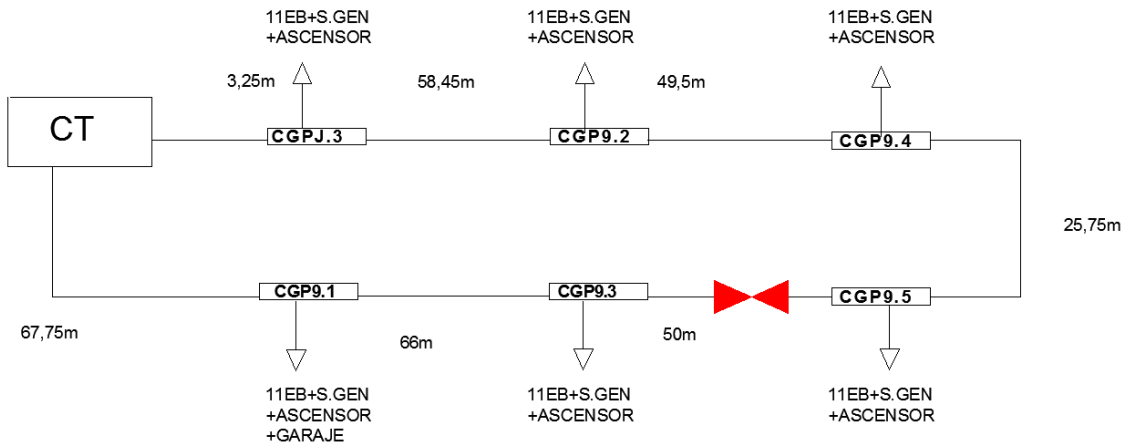 11EB+S.GEN
+ASCENSOR
11EB+S.GEN
+ASCENSOR
11EB+S.GEN
+ASCENSOR
3,25m
58,45m
49,5m
CT
CGPJ.3
CGP9.2
CGP9.4
25,75m
CGP9.1
CGP9.3
CGP9.5
67,75m
66m
50m
11EB+S.GEN
+ASCENSOR
+GARAJE
11EB+S.GEN
+ASCENSOR
11EB+S.GEN
+ASCENSOR